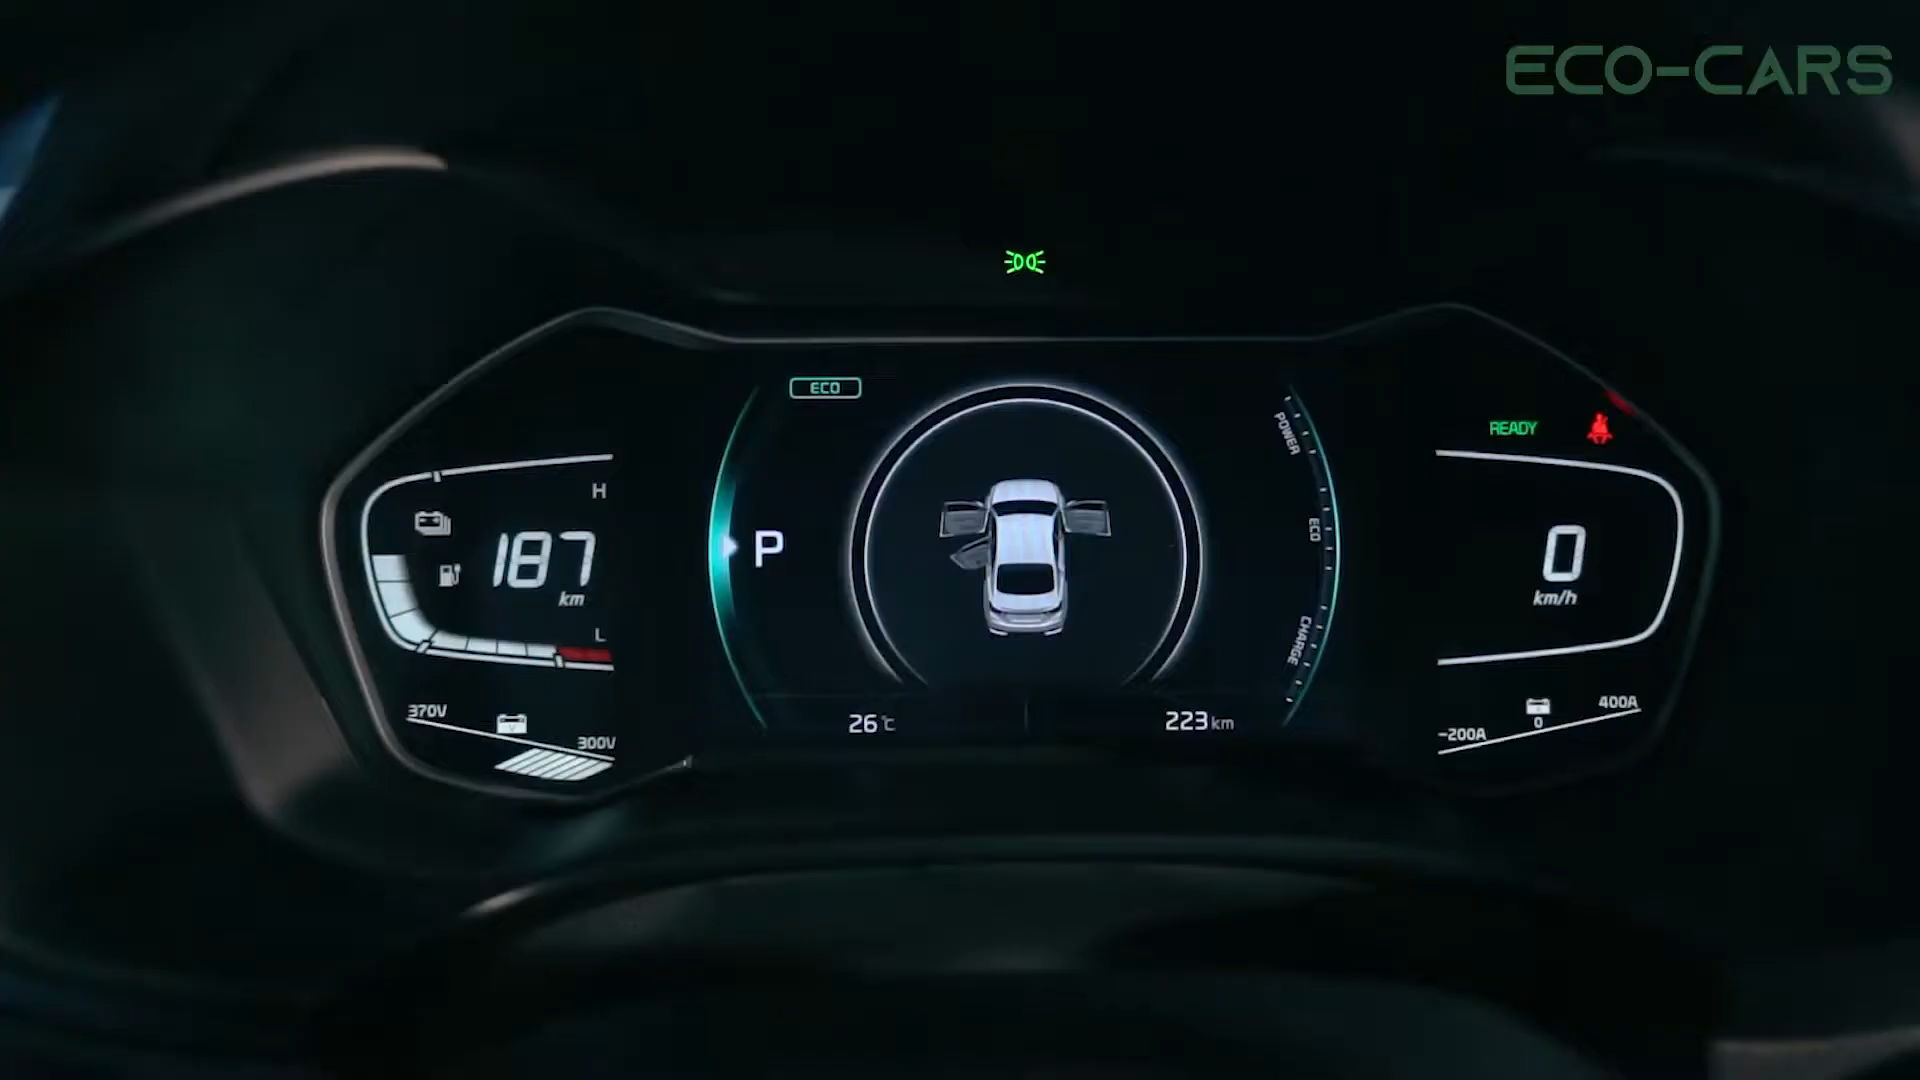 ECO-CARS
ECO
POWER
READY
H
187
km
P
ECO
0
km/h
L
CHARGE
370V
300V
26℃
223km
-200A
0
400A